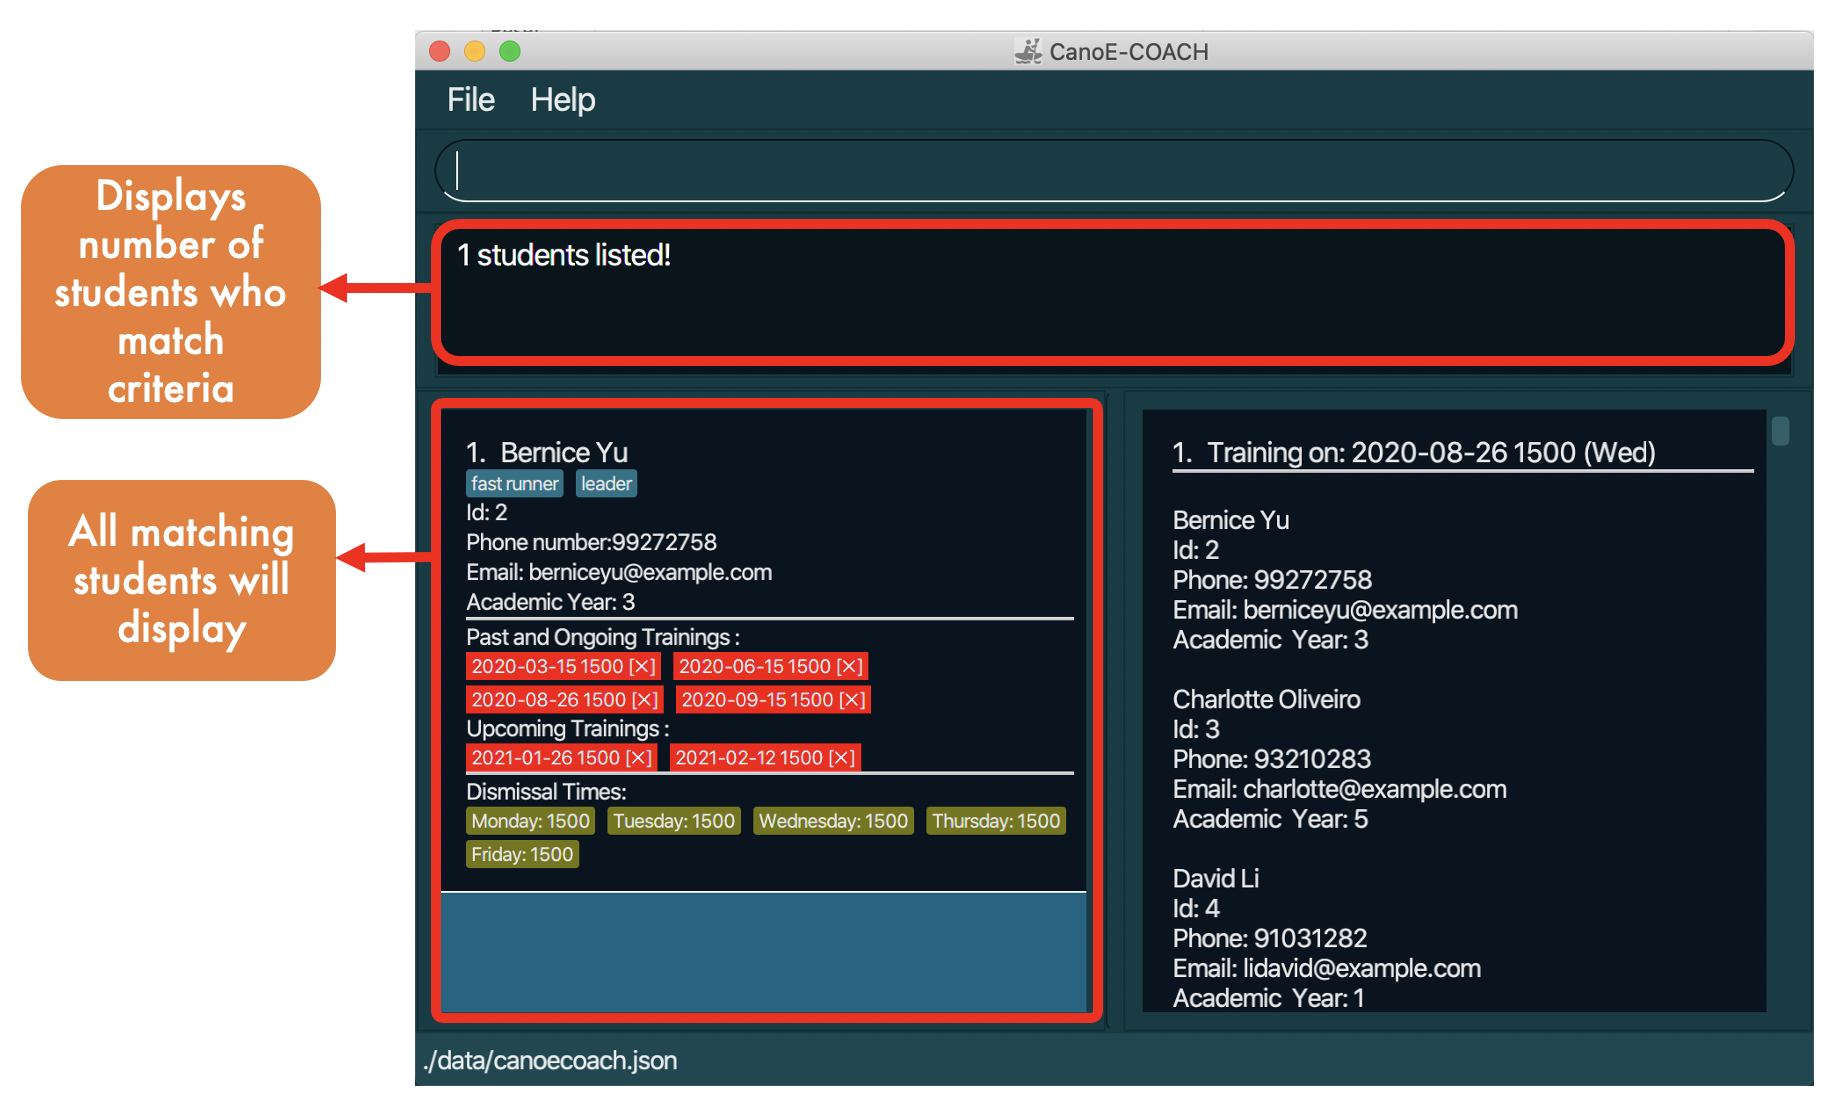 CanoE-COACH
File Help
Displays
number of
students who
match
criteria
1 students listed!
All matching
students will
display
1. Bernice Yu
fast runner leader
Id: 2
Phone number:99272758
Email: berniceyu@example.com
Academic Year: 3
Past and Ongoing Trainings :
2020-03-15 1500 [✕] 2020-06-15 1500 [✕]
2020-08-26 1500 [✕] 2020-09-15 1500 [✕]
Upcoming Trainings :
2021-01-26 1500 [✕] 2021-02-12 1500 [✕]
Dismissal Times:
Monday: 1500 Tuesday: 1500 Wednesday: 1500 Thursday: 1500
Friday: 1500
1. Training on: 2020-08-26 1500 (Wed)
Bernice Yu
Id: 2
Phone: 99272758
Email: berniceyu@example.com
Academic Year: 3
Charlotte Oliveiro
Id: 3
Phone: 93210283
Email: charlotte@example.com
Academic Year: 5
David Li
Id: 4
Phone: 91031282
Email: lidavid@example.com
Academic Year: 1
./data/canoecoach.json